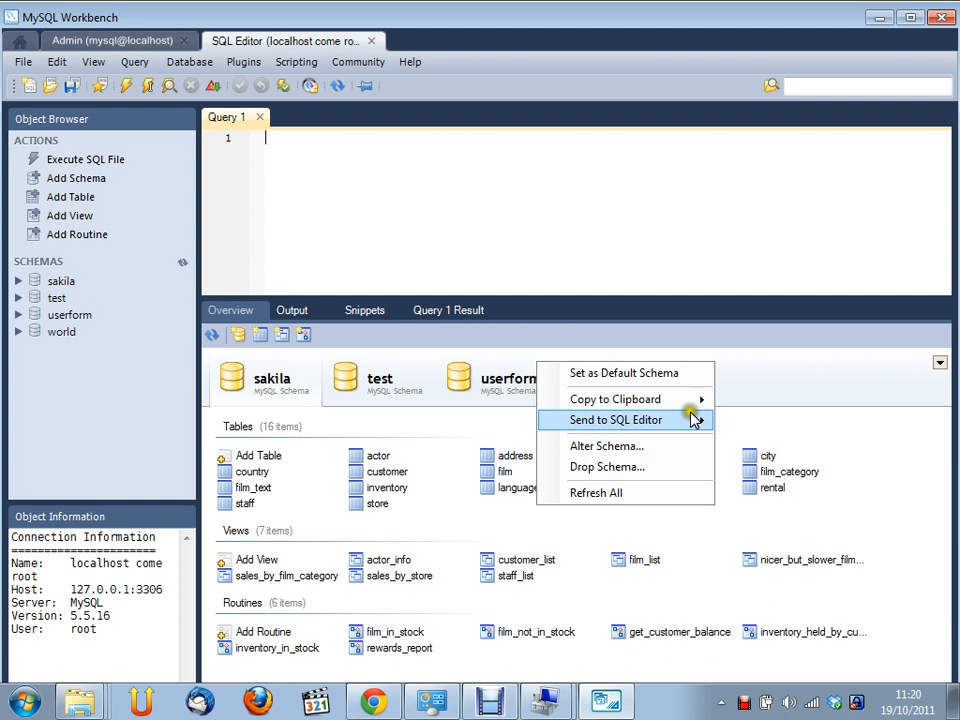 MySQL Workbench
Admin (mysql@localhost)
SQL Editor (localhost come ro...
File Edit View Query Database Plugins Scripting Community Help
Object Browser
ACTIONS
Execute SQL File
Add Schema
Add Table
Add View
Add Routine
SCHEMAS
sakila
test
userform
world
Query 1
1
Overview Output Snippets Query 1 Result
sakila
MySQL Schema
test
MySQL Schema
userform
MySQL Schema
Set as Default Schema
Copy to Clipboard
Send to SQL Editor
Alter Schema...
Drop Schema...
Refresh All
Tables (16 items)
Add Table actor address city
country customer film film_category
film_text inventory language rental
staff store
Views (7 items)
Add View actor_info customer_list film_list nicer_but_slower_film...
sales_by_film_category sales_by_store staff_list
Routines (6 items)
Add Routine film_in_stock film_not_in_stock get_customer_balance inventory_held_by_cu...
inventory_in_stock rewards_report
Object Information
Connection Information
======================
Name: localhost come
root
Host: 127.0.0.1:3306
Server: MySQL
Version: 5.5.16
User: root
321
11:20
19/10/2011